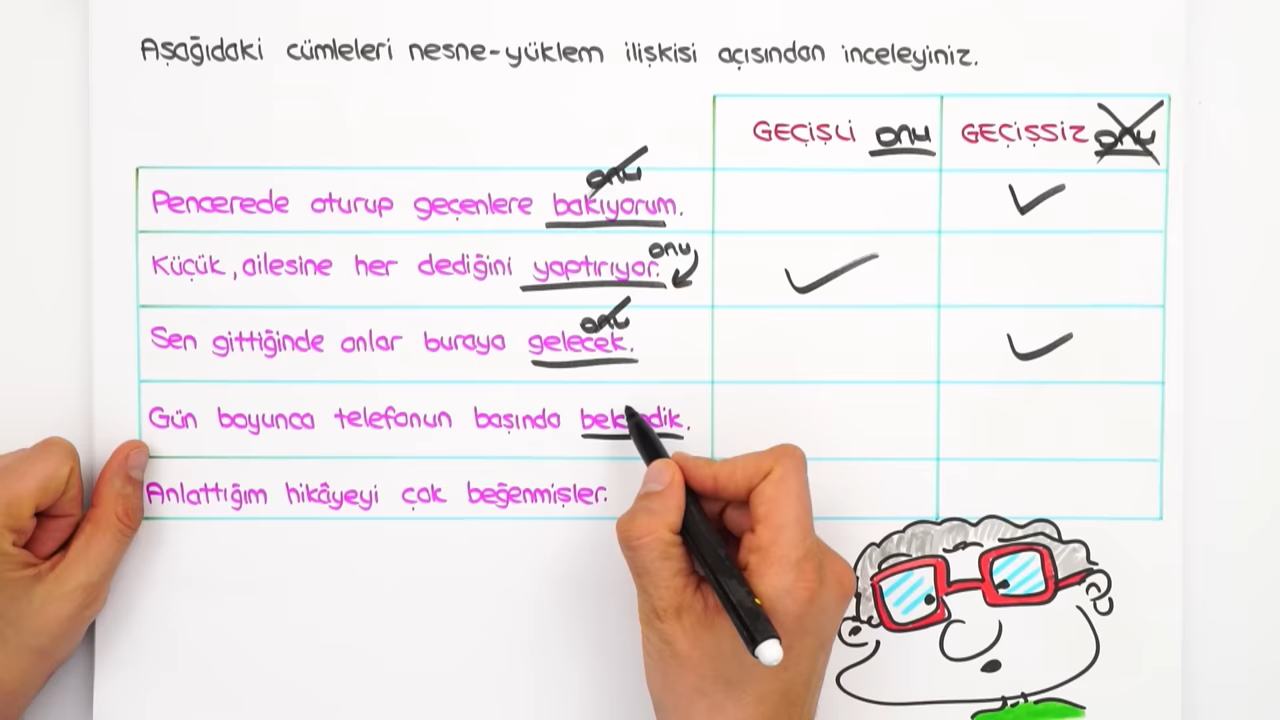 Aşağıdaki cümleleri nesne-yüklem ilişkisi açısından inceleyiniz.
GEÇİŞLİ onu GEÇİŞSİZ onu
onu
Pencerede oturup geçenlere bakıyorum.
onu
Küçük, ailesine her dediğini yaptırıyor.
onu
Sen gittiğinde onlar buraya gelecek.
Gün boyunca telefonun başında
Anlattığım hikâyeyi çok beğenmişler.